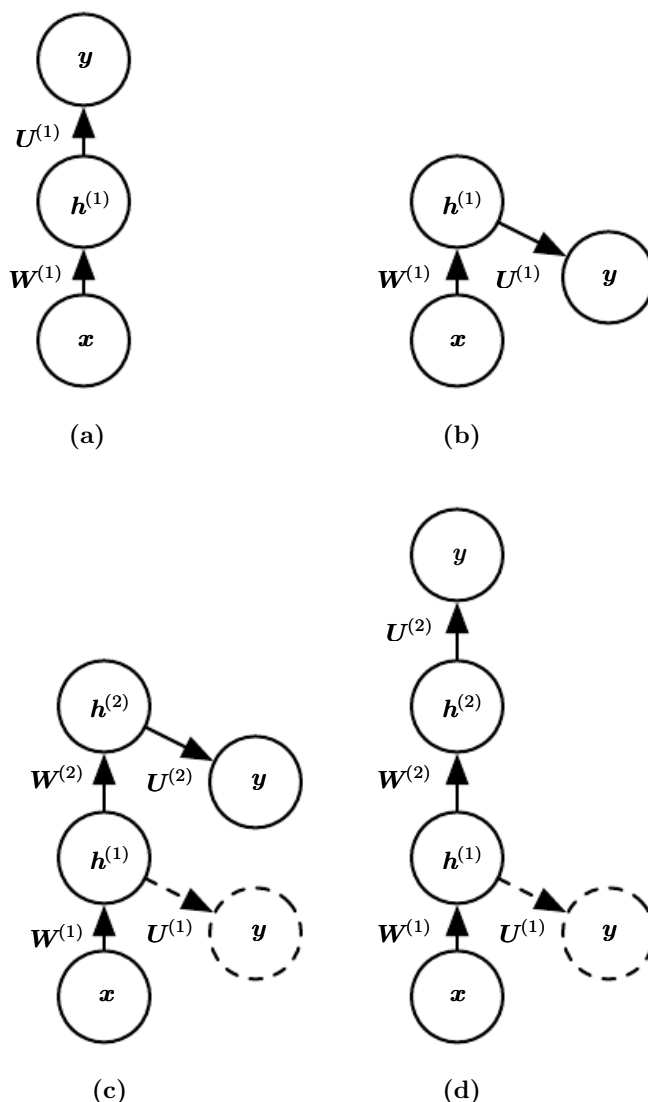 y
U^(1)
h^(1)
W^(1)
x
(a)
h^(1)
W^(1)
U^(1)
y
x
(b)
h^(2)
W^(2)
U^(2)
y
h^(1)
W^(1)
U^(1)
y
x
(c)
y
U^(2)
h^(2)
W^(2)
h^(1)
W^(1)
U^(1)
y
x
(d)